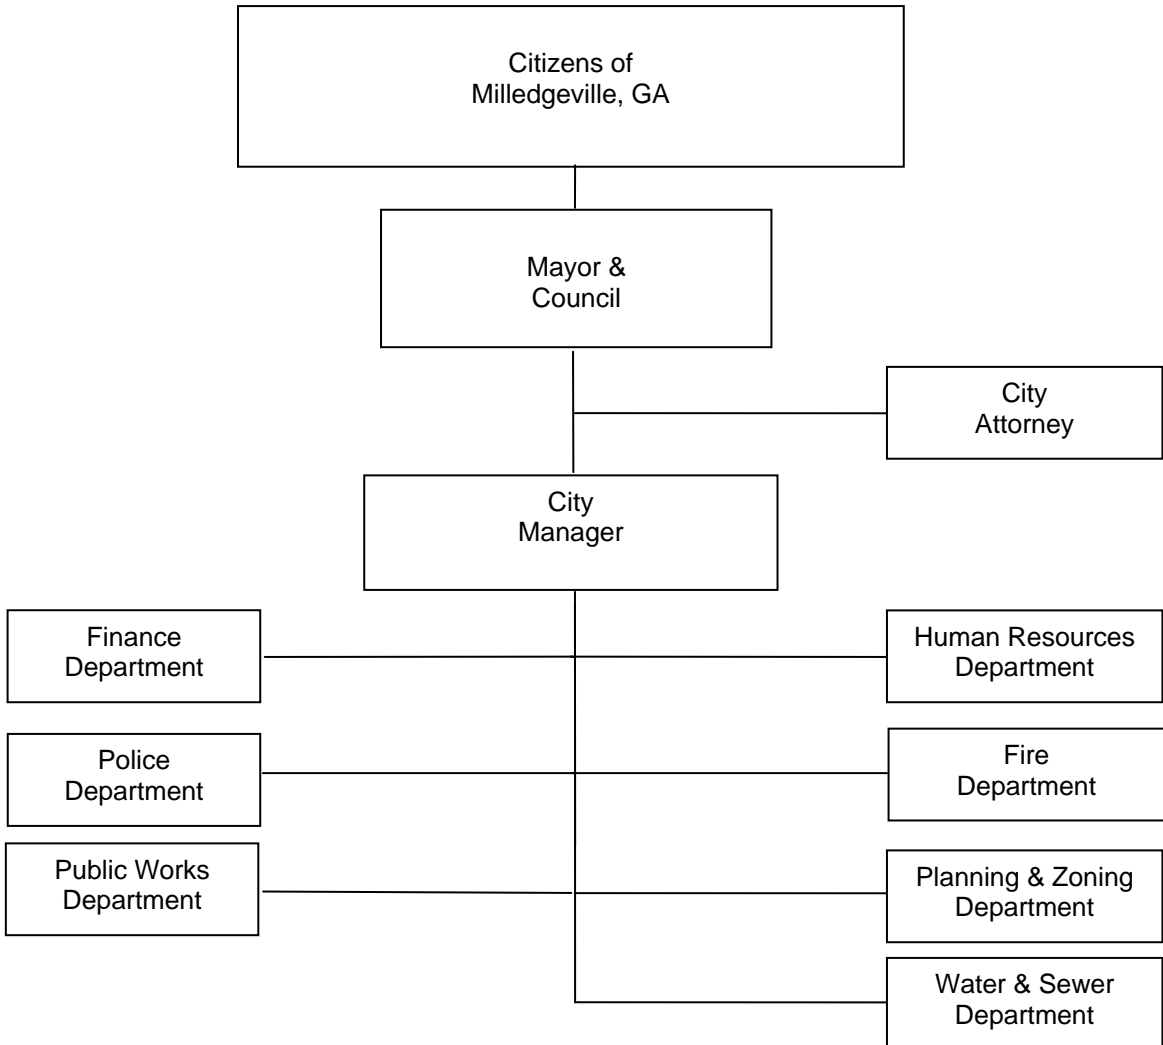 Citizens of
Milledgeville, GA
Mayor &
Council
City
Attorney
City
Manager
Finance
Department
Human Resources
Department
Police
Department
Fire
Department
Public Works
Department
Planning & Zoning
Department
Water & Sewer
Department